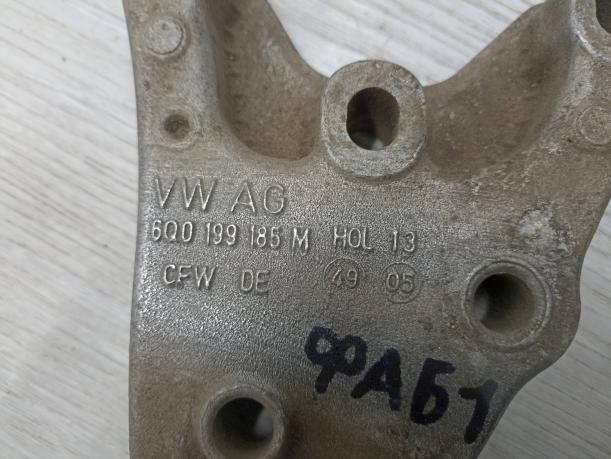 VW AG
6Q0 199 185 M HOL 13
CFW DE 49 05
ФАБ1